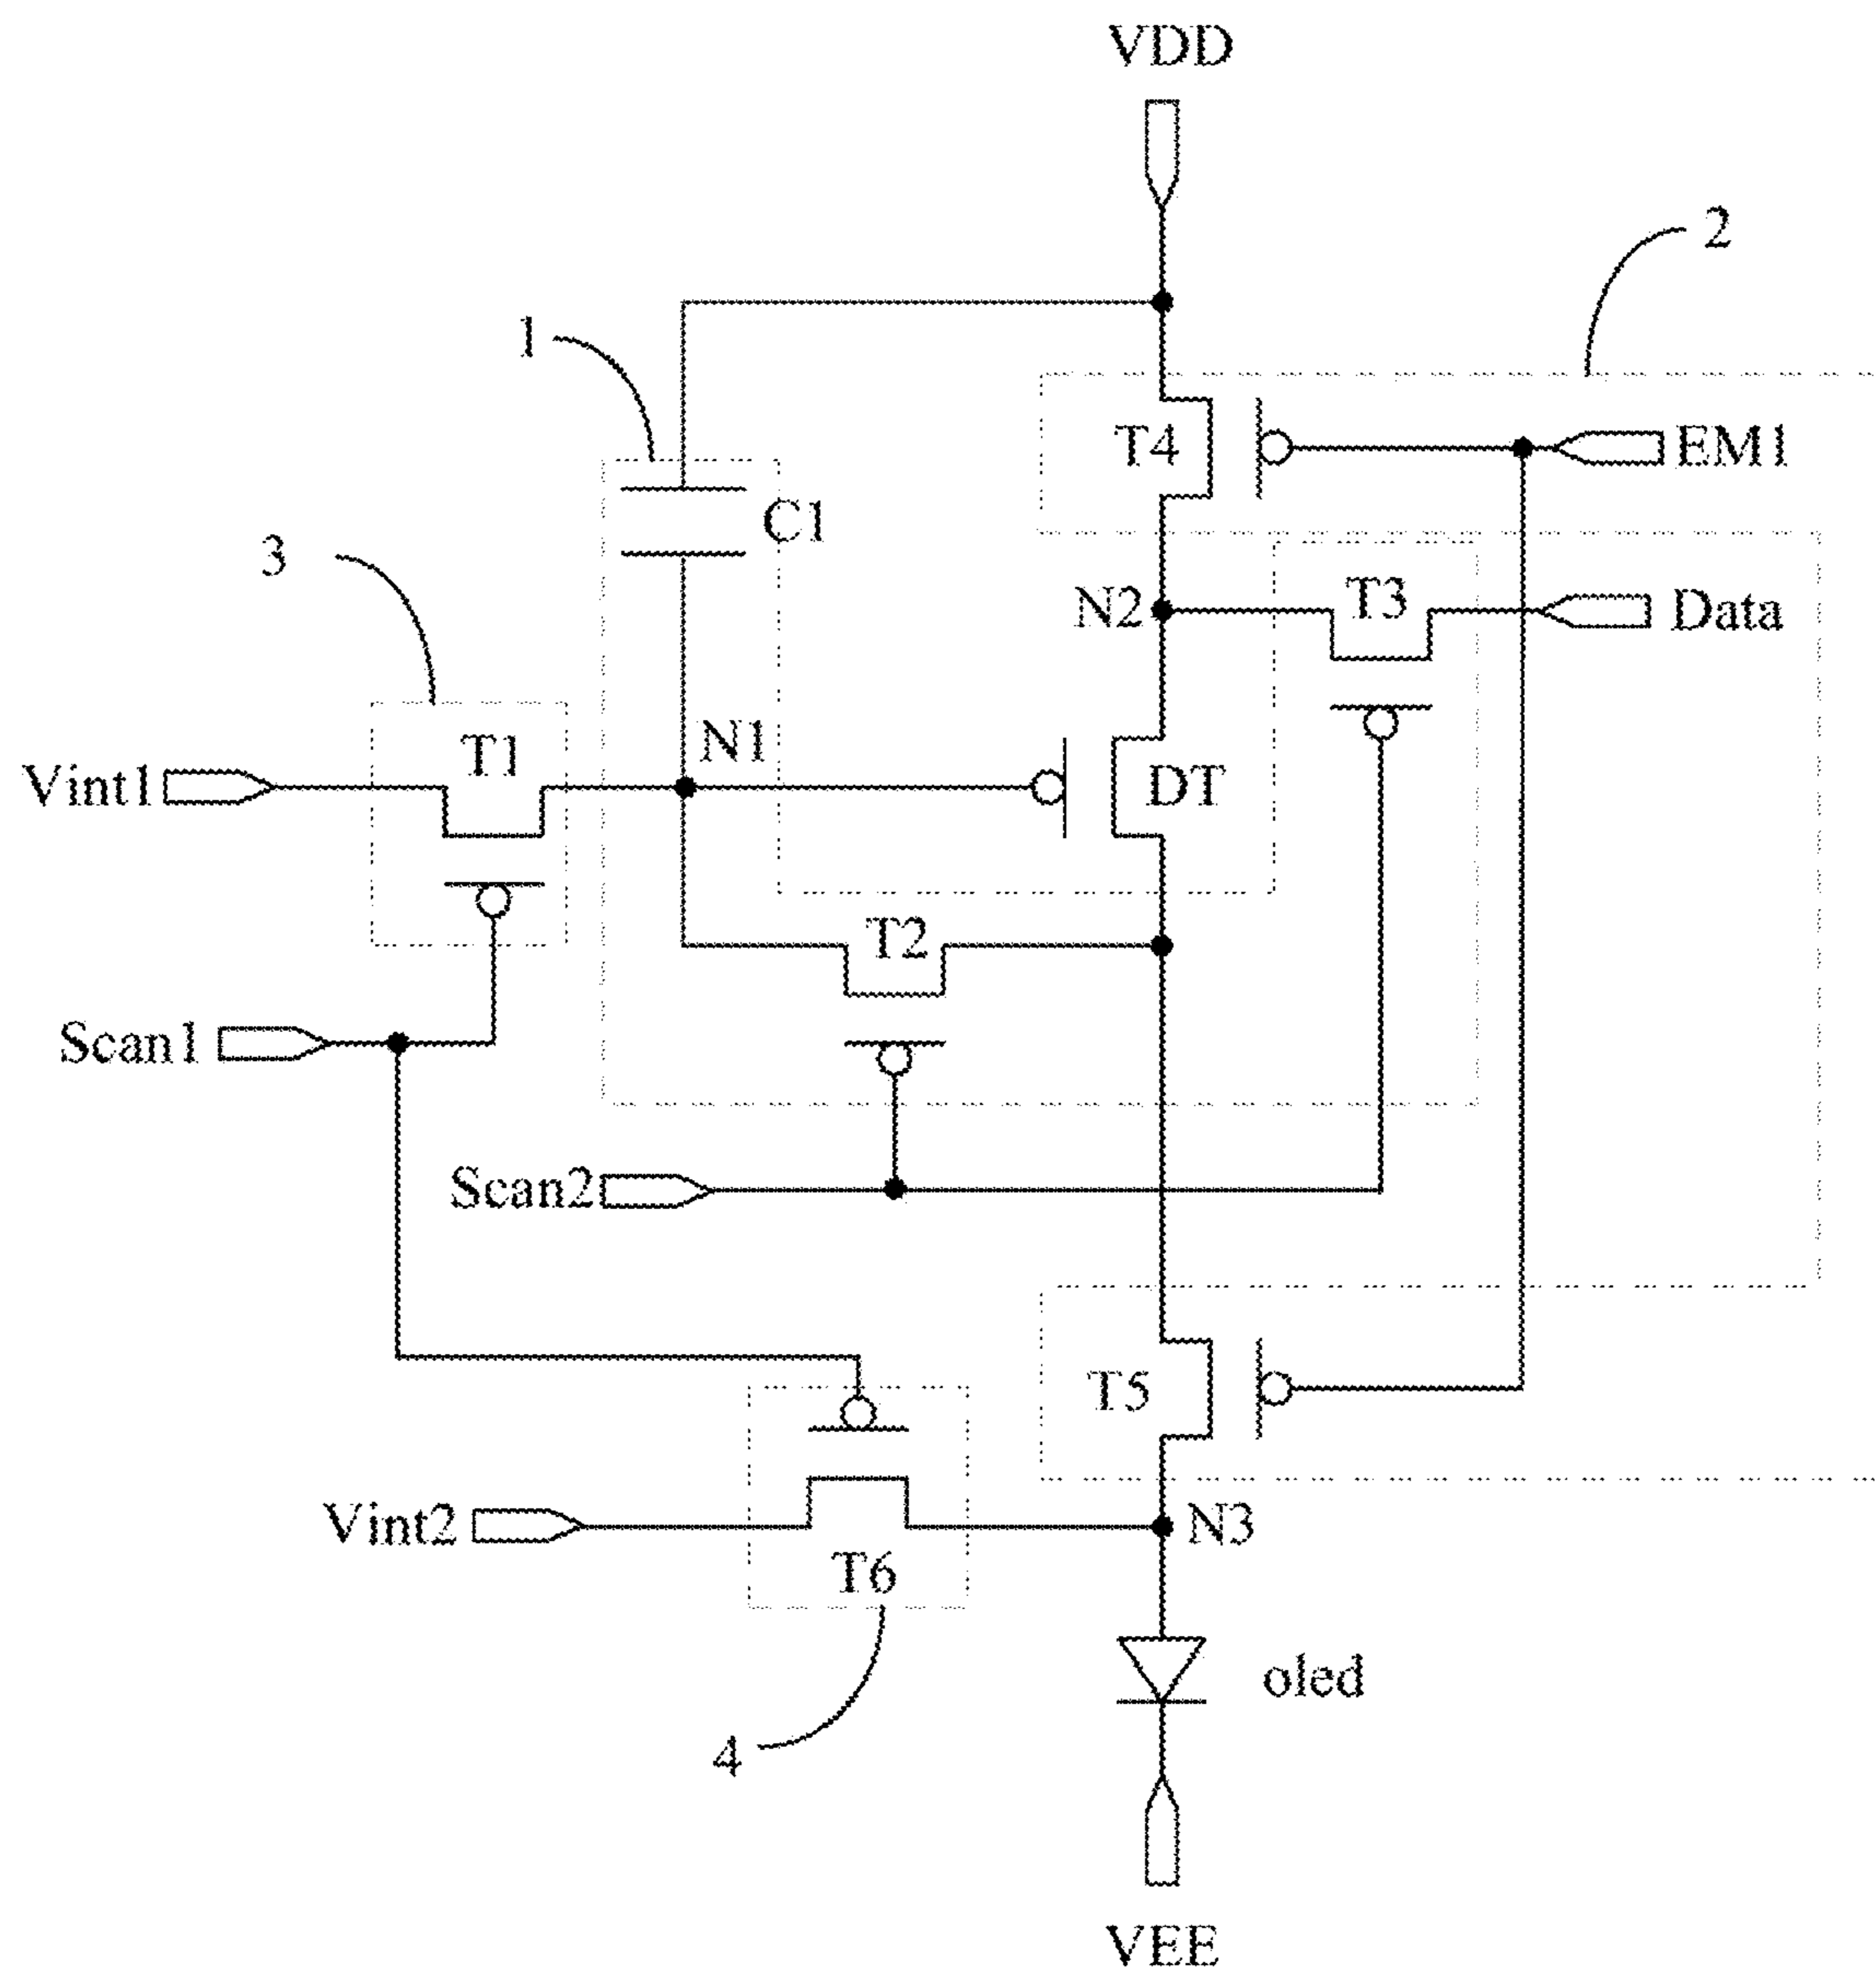 VDD
2
1
T4
EM1
C1
3
N2
T3
Data
N1
T1
Vint1
DT
T2
Scan1
Scan2
T5
Vint2
N3
T6
oled
4
VEE